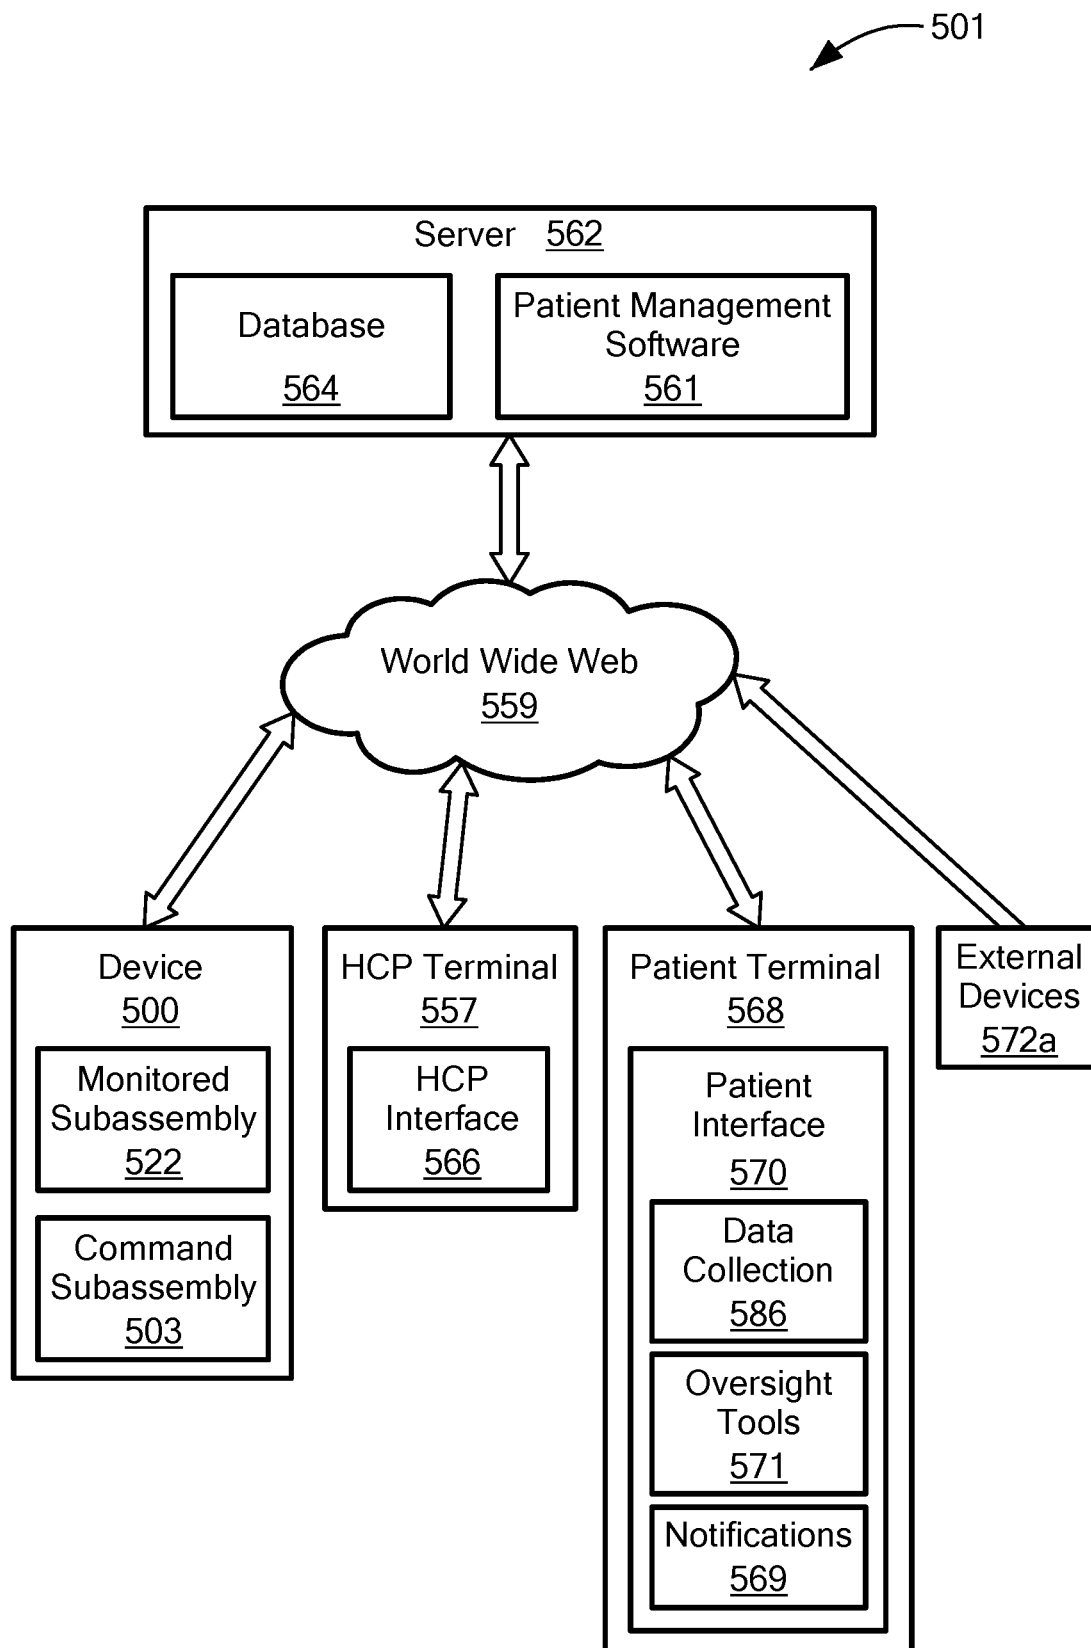 501
Server 562
Database
564
Patient Management
Software
561
World Wide Web
559
Device
500
Monitored
Subassembly
522
Command
Subassembly
503
HCP Terminal
557
HCP
Interface
566
Patient Terminal
568
Patient
Interface
570
Data
Collection
586
Oversight
Tools
571
Notifications
569
External
Devices
572a